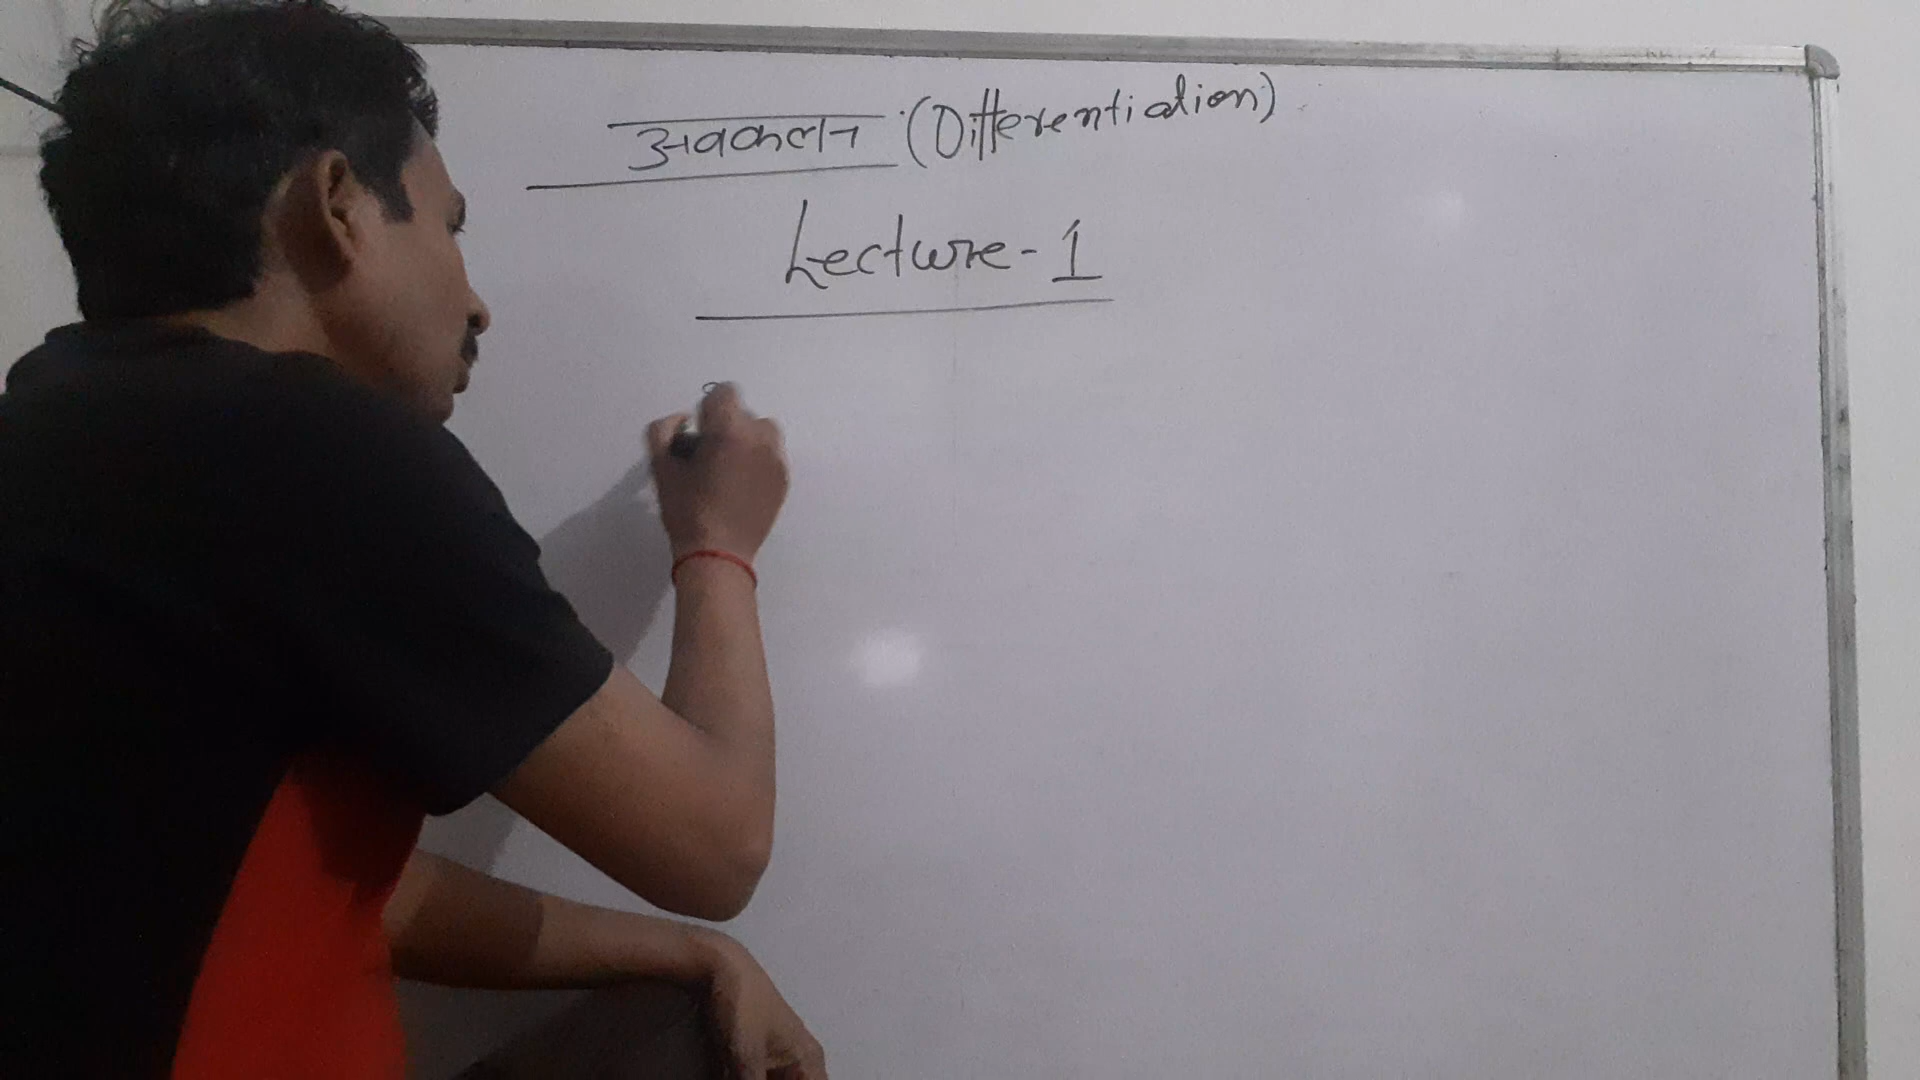 अवकलन (Differentiation)
Lecture-1